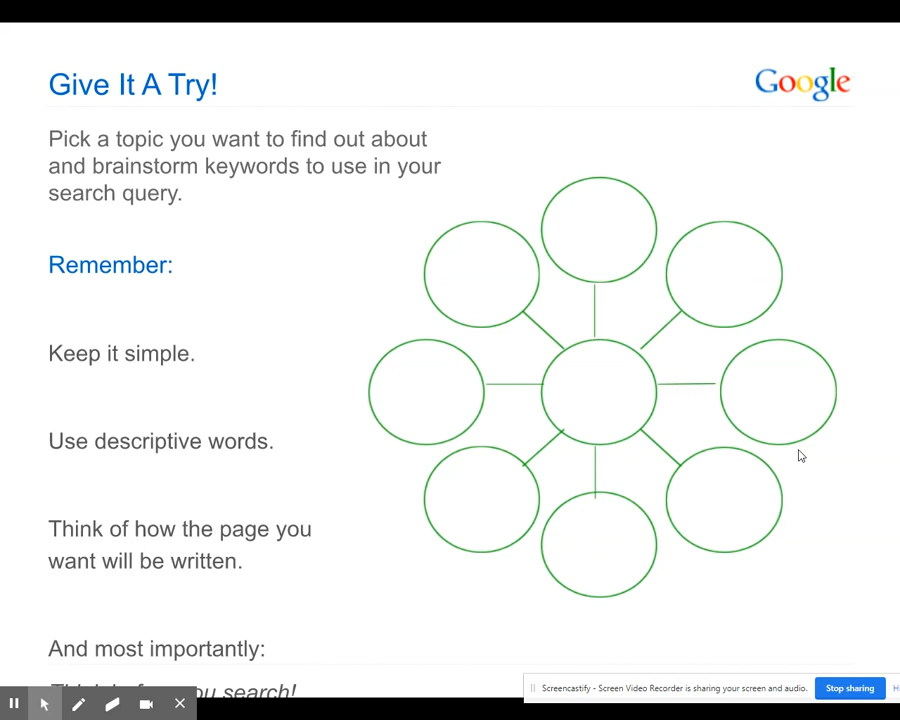 Give It A Try!
Google
Pick a topic you want to find out about
and brainstorm keywords to use in your
search query.
Remember:
Keep it simple.
Use descriptive words.
Think of how the page you
want will be written.
And most importantly:
search!
Screencastify - Screen Video Recorder is sharing your screen and audio.
Stop sharing